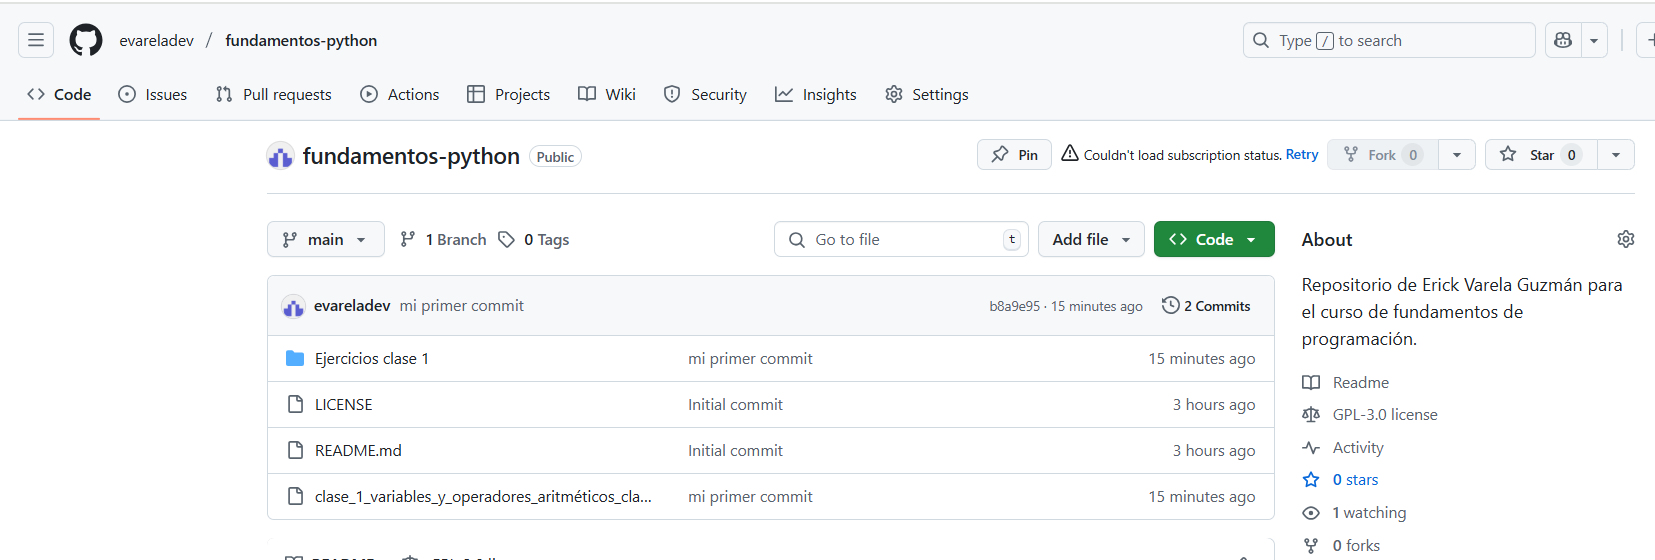 evareladev / fundamentos-python
Type / to search
Code Issues Pull requests Actions Projects Wiki Security Insights Settings
fundamentos-python Public
Pin Couldn't load subscription status. Retry Fork 0 Star 0
main 1 Branch 0 Tags Go to file t Add file Code
evareladev mi primer commit b8a9e95 · 15 minutes ago 2 Commits
Ejercicios clase 1 mi primer commit 15 minutes ago
LICENSE Initial commit 3 hours ago
README.md Initial commit 3 hours ago
clase_1_variables_y_operadores_aritméticos_cla... mi primer commit 15 minutes ago
About
Repositorio de Erick Varela Guzmán para
el curso de fundamentos de
programación.
Readme
GPL-3.0 license
Activity
0 stars
1 watching
0 forks